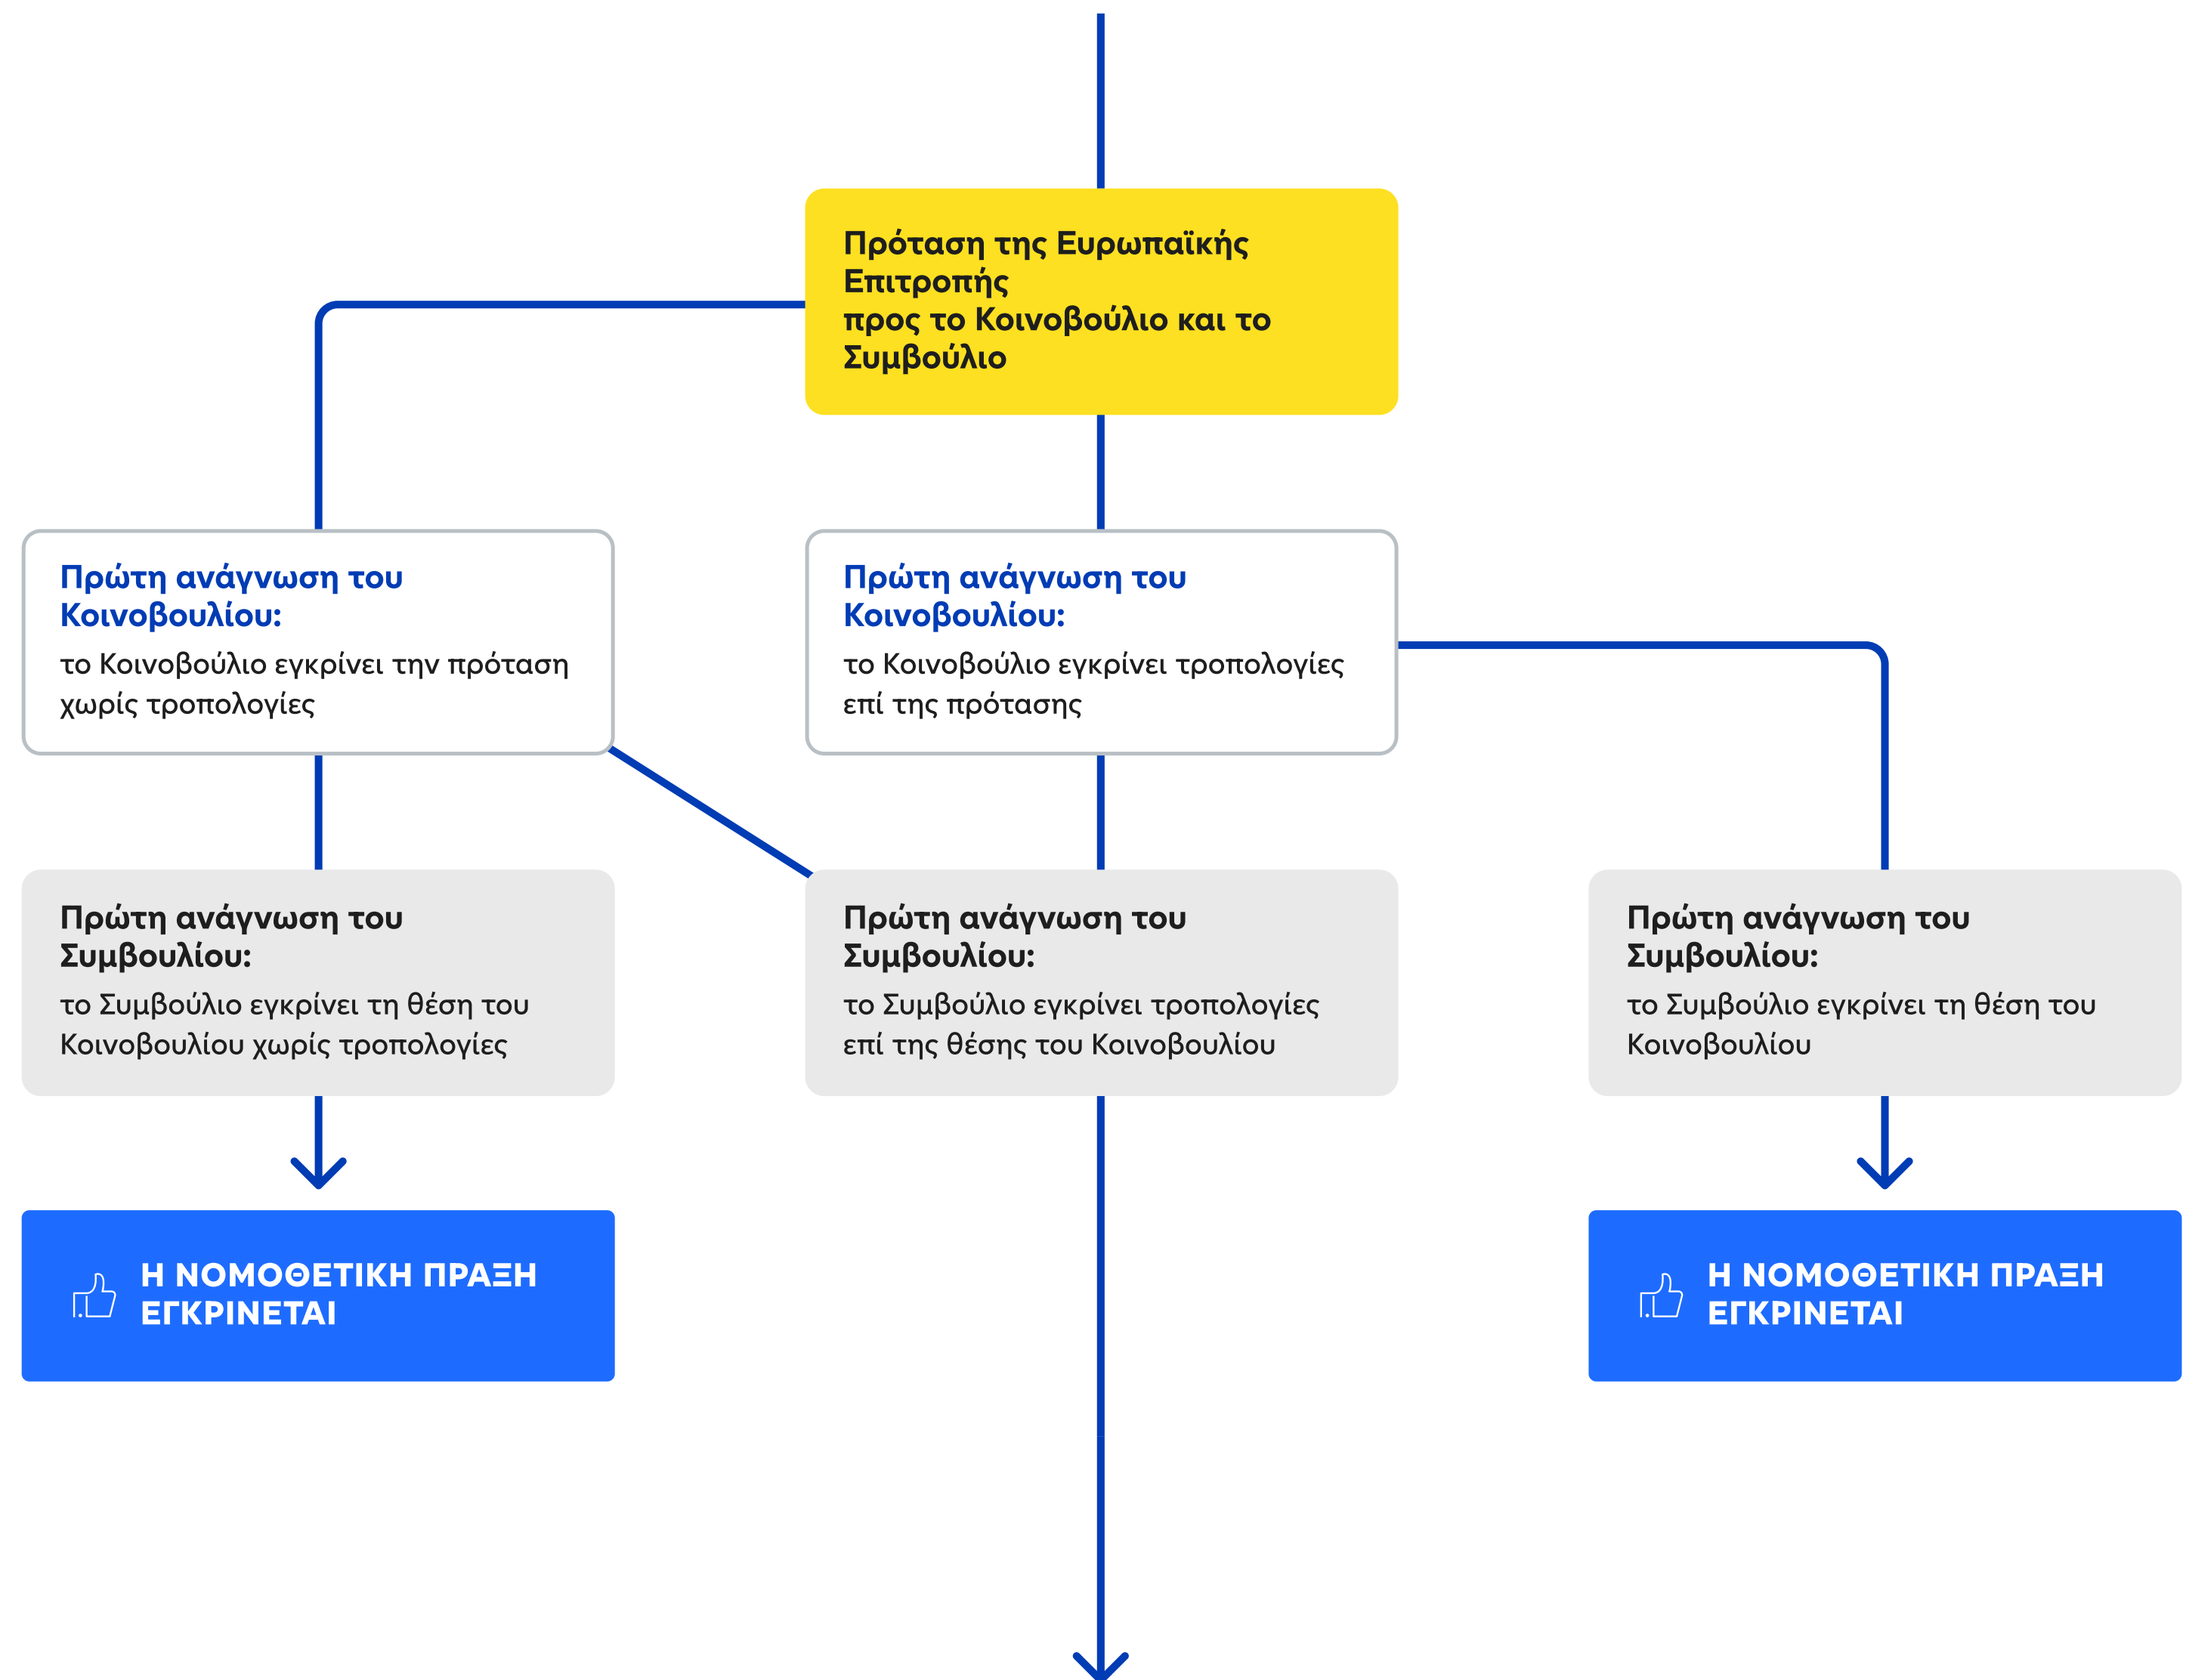 Πρόταση της Ευρωπαϊκής
Επιτροπής
προς το Κοινοβούλιο και το
Συμβούλιο
Πρώτη ανάγνωση του
Κοινοβουλίου:
το Κοινοβούλιο εγκρίνει την πρόταση
χωρίς τροπολογίες
Πρώτη ανάγνωση του
Κοινοβουλίου:
το Κοινοβούλιο εγκρίνει τροπολογίες
επί της πρότασης
Πρώτη ανάγνωση του
Συμβουλίου:
το Συμβούλιο εγκρίνει τη θέση του
Κοινοβουλίου χωρίς τροπολογίες
Πρώτη ανάγνωση του
Συμβουλίου:
το Συμβούλιο εγκρίνει τροπολογίες
επί της θέσης του Κοινοβουλίου
Πρώτη ανάγνωση του
Συμβουλίου:
το Συμβούλιο εγκρίνει τη θέση του
Κοινοβουλίου
Η ΝΟΜΟΘΕΤΙΚΗ ΠΡΑΞΗ
ΕΓΚΡΙΝΕΤΑΙ
Η ΝΟΜΟΘΕΤΙΚΗ ΠΡΑΞΗ
ΕΓΚΡΙΝΕΤΑΙ